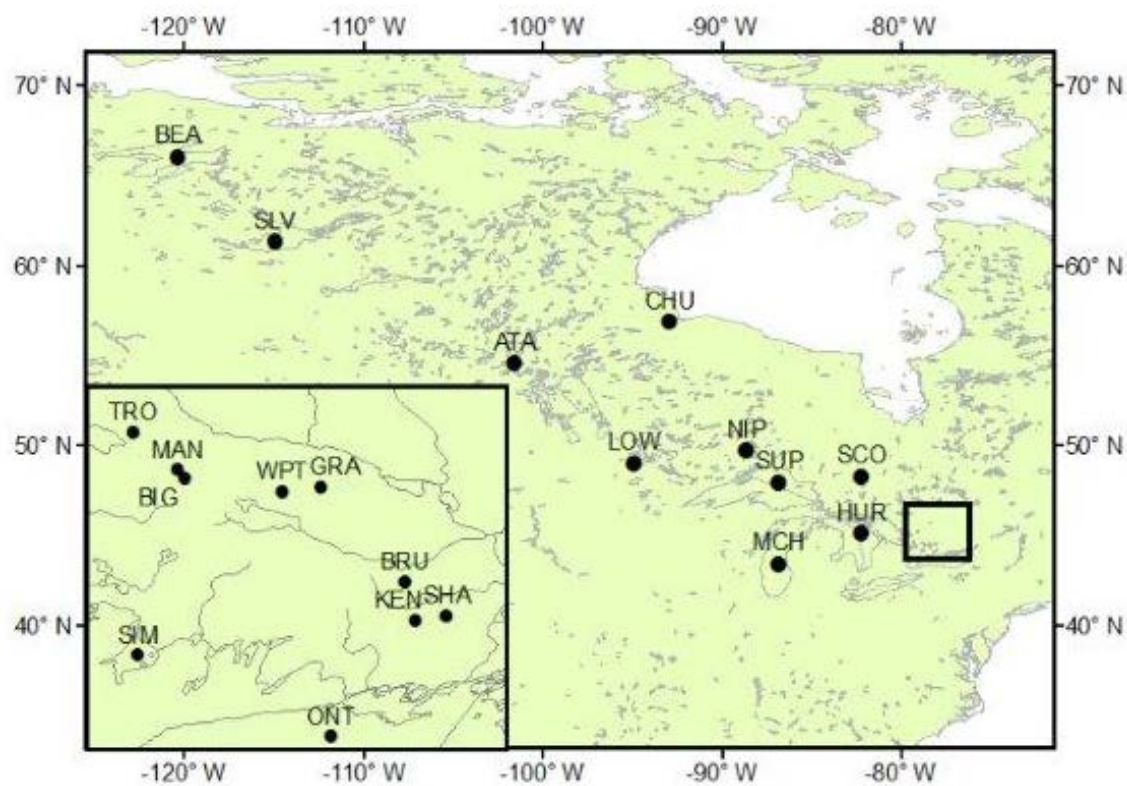 -120° W -110° W -100° W -90° W -80° W
70° N 70° N
BEA
SLV
60° N 60° N
CHU
ATA
TRO
MAN
BIG
WPT GRA
50° N 50° N
LOW NIP SCO
SUP
HUR
MCH
BRU
KEN SHA
40° N 40° N
SIM
ONT
-120° W -110° W -100° W -90° W -80° W